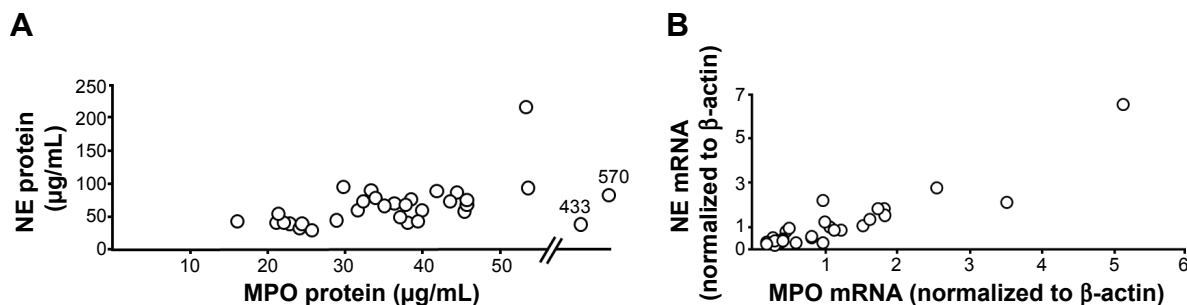 A
NE protein
(µg/mL)
250
200
150
100
50
0
10
20
30
40
50
433
570
MPO protein (µg/mL)
B
NE mRNA
(normalized to β-actin)
7
3
1
0
1
2
3
4
5
6
MPO mRNA (normalized to β-actin)